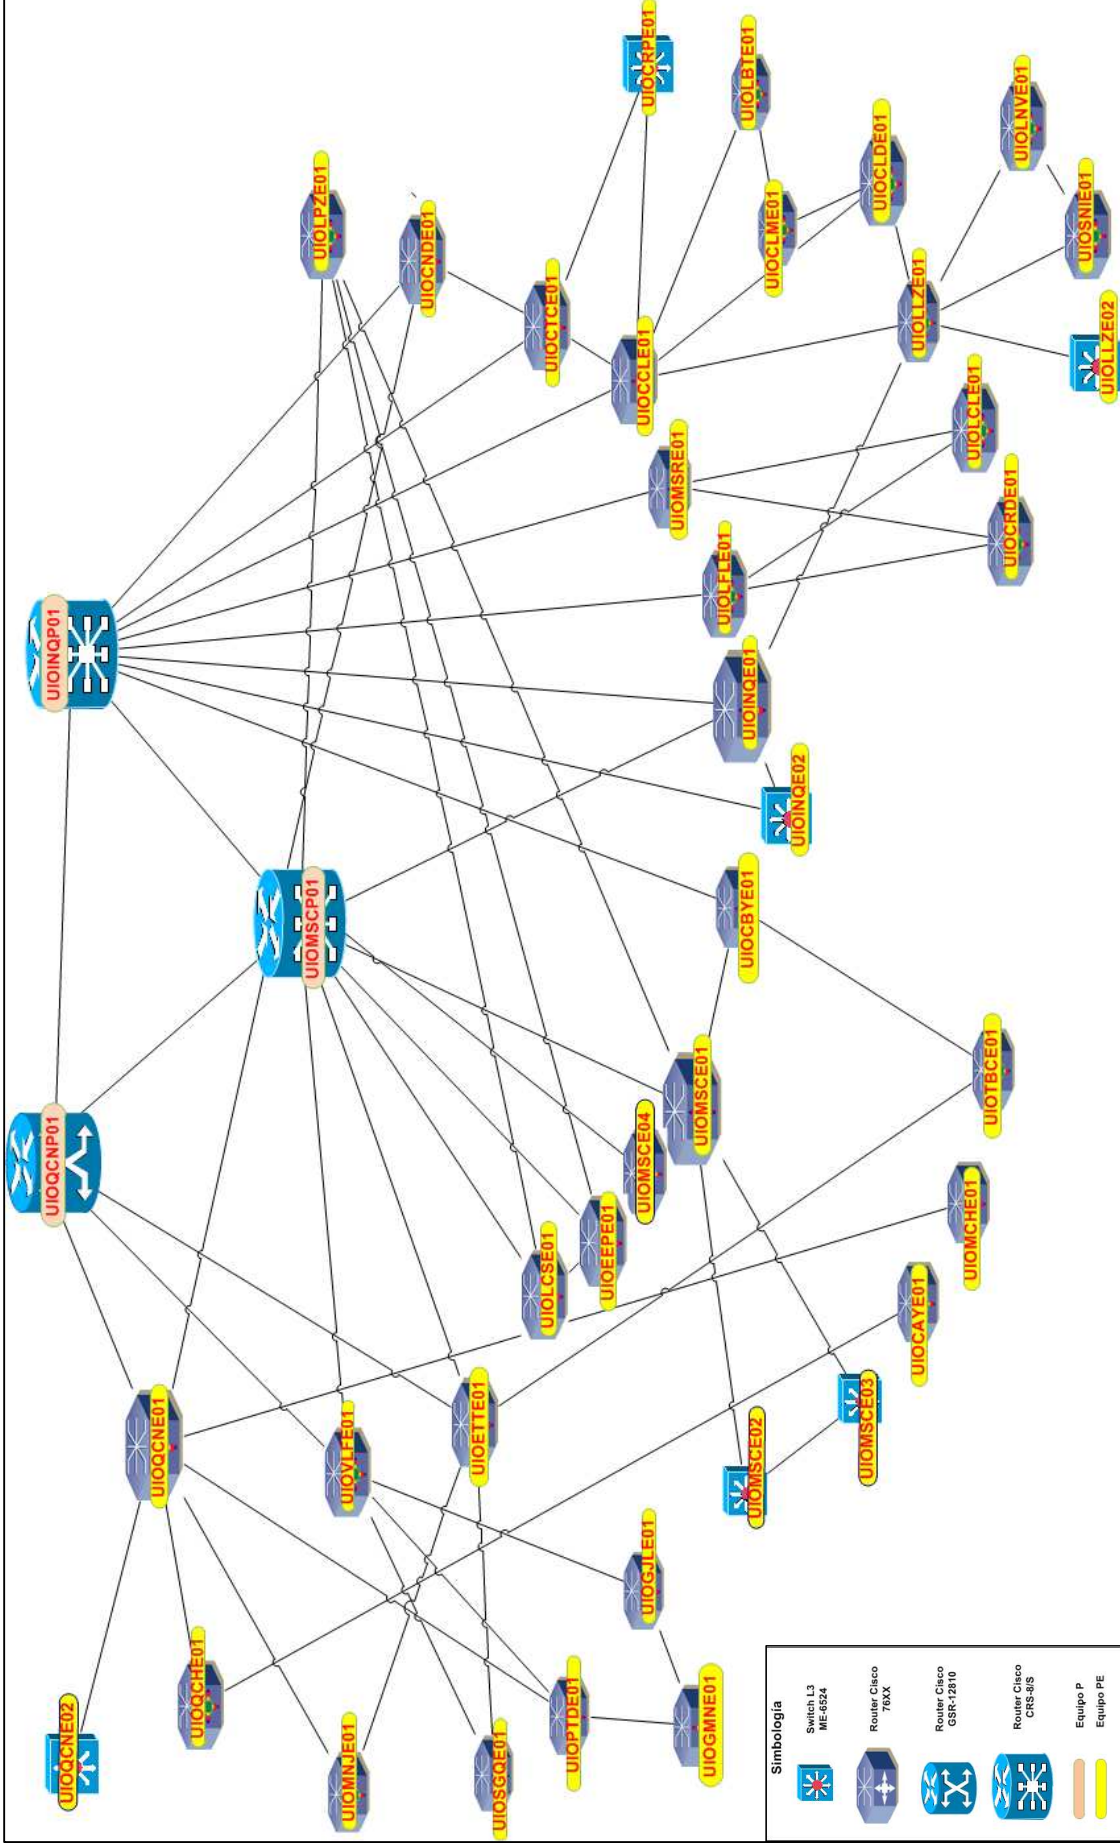 UIOQCNP01
UIOINQP01
UIOMSCP01
UIOQCNE02
UIOQCNE01
UIOQCHE01
UIOVLFE01
UIOMNJE01
UIOETTE01
UIOSGQE01
UIOPTDE01
UIOGJLE01
UIOGMNE01
UIOLCSE01
UIOEEPE01
UIOMSCE04
UIOMSCE01
UIOMSCE02
UIOMSCE03
UIOCAYE01
UIOMCHE01
UIOTBCE01
UIOCBYE01
UIOINQE02
UIOINQE01
UIOLFLE01
UIOMSRE01
UIOCRDE01
UIOLCLE01
UIOCCLE01
UIOCTCE01
UIOCNDE01
UIOLPZE01
UIOCRPE01
UIOLBTE01
UIOCLME01
UIOCLDE01
UIOLLZE01
UIOLLZE02
UIOSNIE01
UIOLNVE01
Simbología
Switch L3
ME-6524
Router Cisco
76XX
Router Cisco
GSR-12810
Router Cisco
CRS-8/S
Equipo P
Equipo PE